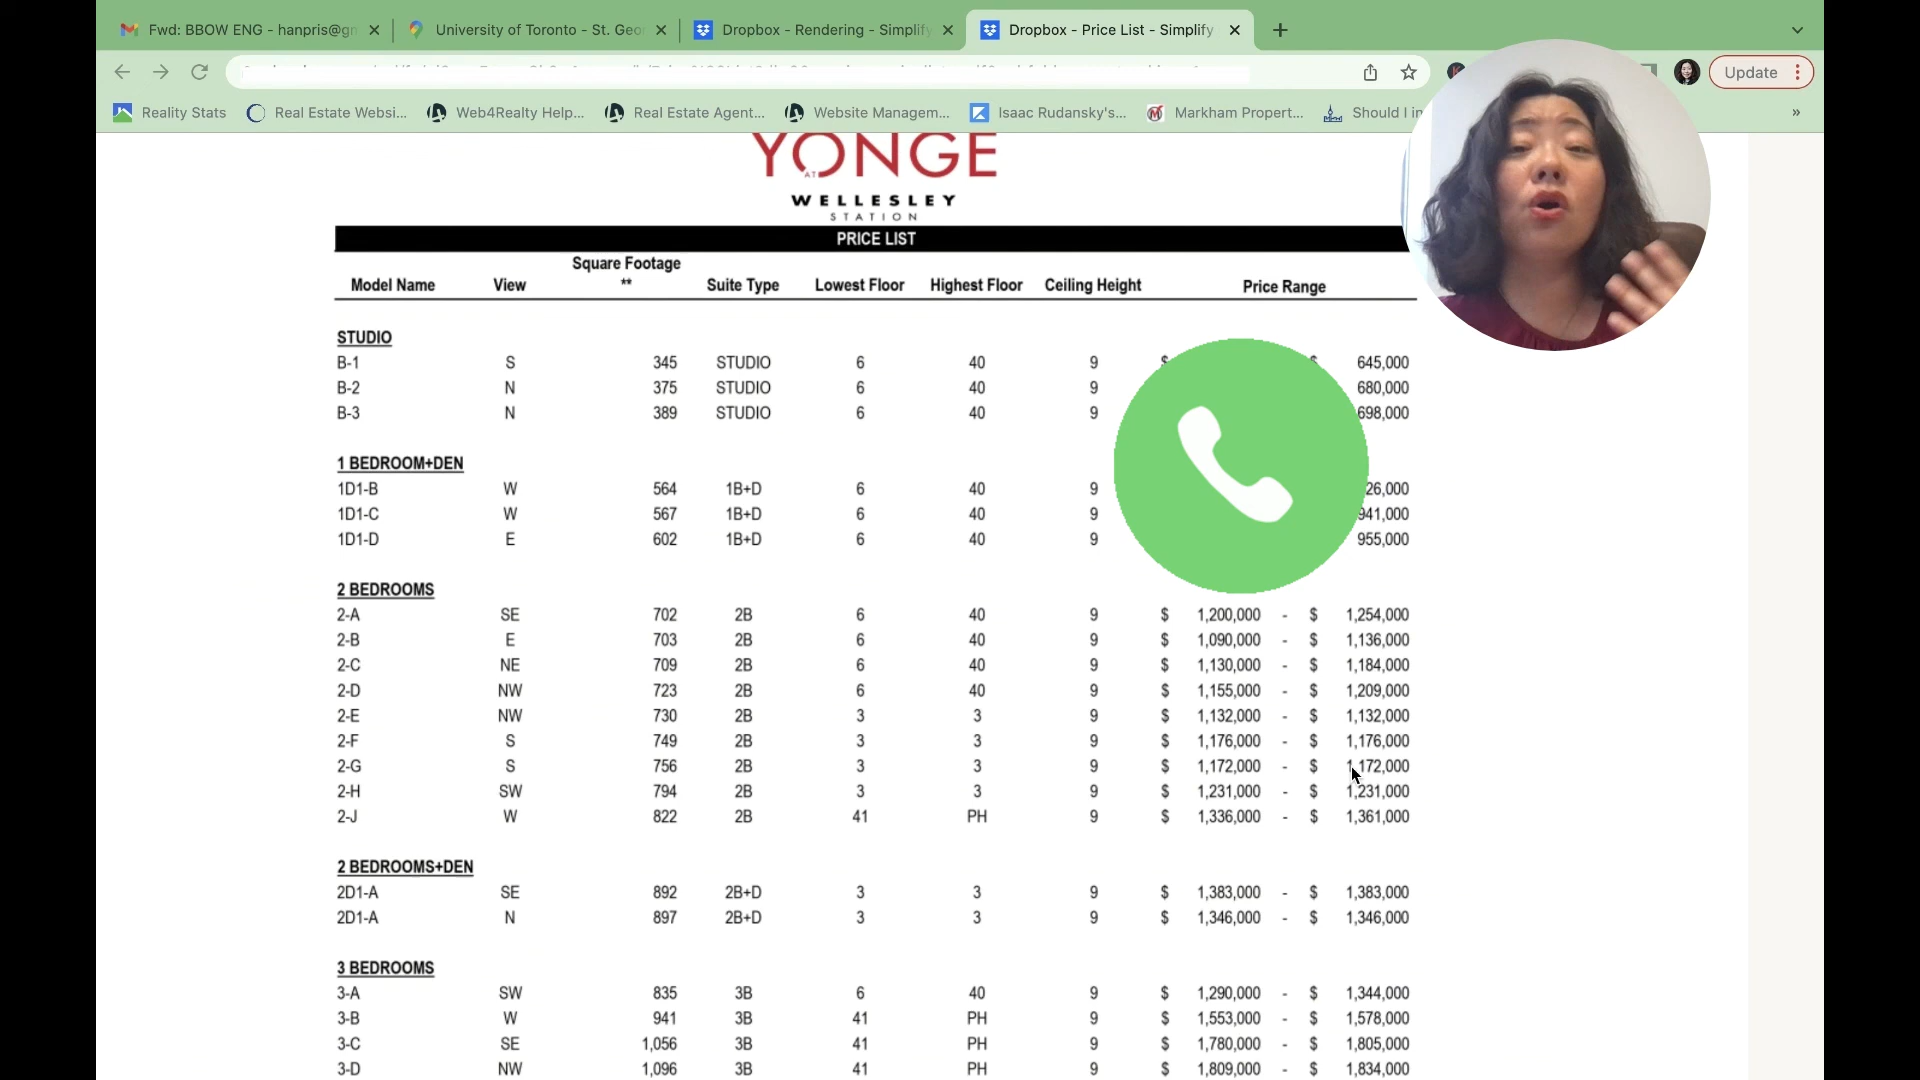 Fwd: BBOW ENG - hanpris@gm
University of Toronto - St. Geor
Dropbox - Rendering - Simplify
Dropbox - Price List - Simplify
Update
Reality Stats
Real Estate Websi...
Web4Realty Help...
Real Estate Agent...
Website Managem...
Isaac Rudansky's...
Markham Propert...
Should I in
»
YONGE
AT
WELLESLEY
STATION
PRICE LIST
Model Name View Square Footage ** Suite Type Lowest Floor Highest Floor Ceiling Height Price Range
STUDIO
B-1 S 345 STUDIO 6 40 9 $ $ 645,000
B-2 N 375 STUDIO 6 40 9 680,000
B-3 N 389 STUDIO 6 40 9 698,000
1 BEDROOM+DEN
1D1-B W 564 1B+D 6 40 9 26,000
1D1-C W 567 1B+D 6 40 9 941,000
1D1-D E 602 1B+D 6 40 9 955,000
2 BEDROOMS
2-A SE 702 2B 6 40 9 $ 1,200,000 - $ 1,254,000
2-B E 703 2B 6 40 9 $ 1,090,000 - $ 1,136,000
2-C NE 709 2B 6 40 9 $ 1,130,000 - $ 1,184,000
2-D NW 723 2B 6 40 9 $ 1,155,000 - $ 1,209,000
2-E NW 730 2B 3 3 9 $ 1,132,000 - $ 1,132,000
2-F S 749 2B 3 3 9 $ 1,176,000 - $ 1,176,000
2-G S 756 2B 3 3 9 $ 1,172,000 - $ 1,172,000
2-H SW 794 2B 3 3 9 $ 1,231,000 - $ 1,231,000
2-J W 822 2B 41 PH 9 $ 1,336,000 - $ 1,361,000
2 BEDROOMS+DEN
2D1-A SE 892 2B+D 3 3 9 $ 1,383,000 - $ 1,383,000
2D1-A N 897 2B+D 3 3 9 $ 1,346,000 - $ 1,346,000
3 BEDROOMS
3-A SW 835 3B 6 40 9 $ 1,290,000 - $ 1,344,000
3-B W 941 3B 41 PH 9 $ 1,553,000 - $ 1,578,000
3-C SE 1,056 3B 41 PH 9 $ 1,780,000 - $ 1,805,000
3-D NW 1,096 3B 41 PH 9 $ 1,809,000 - $ 1,834,000